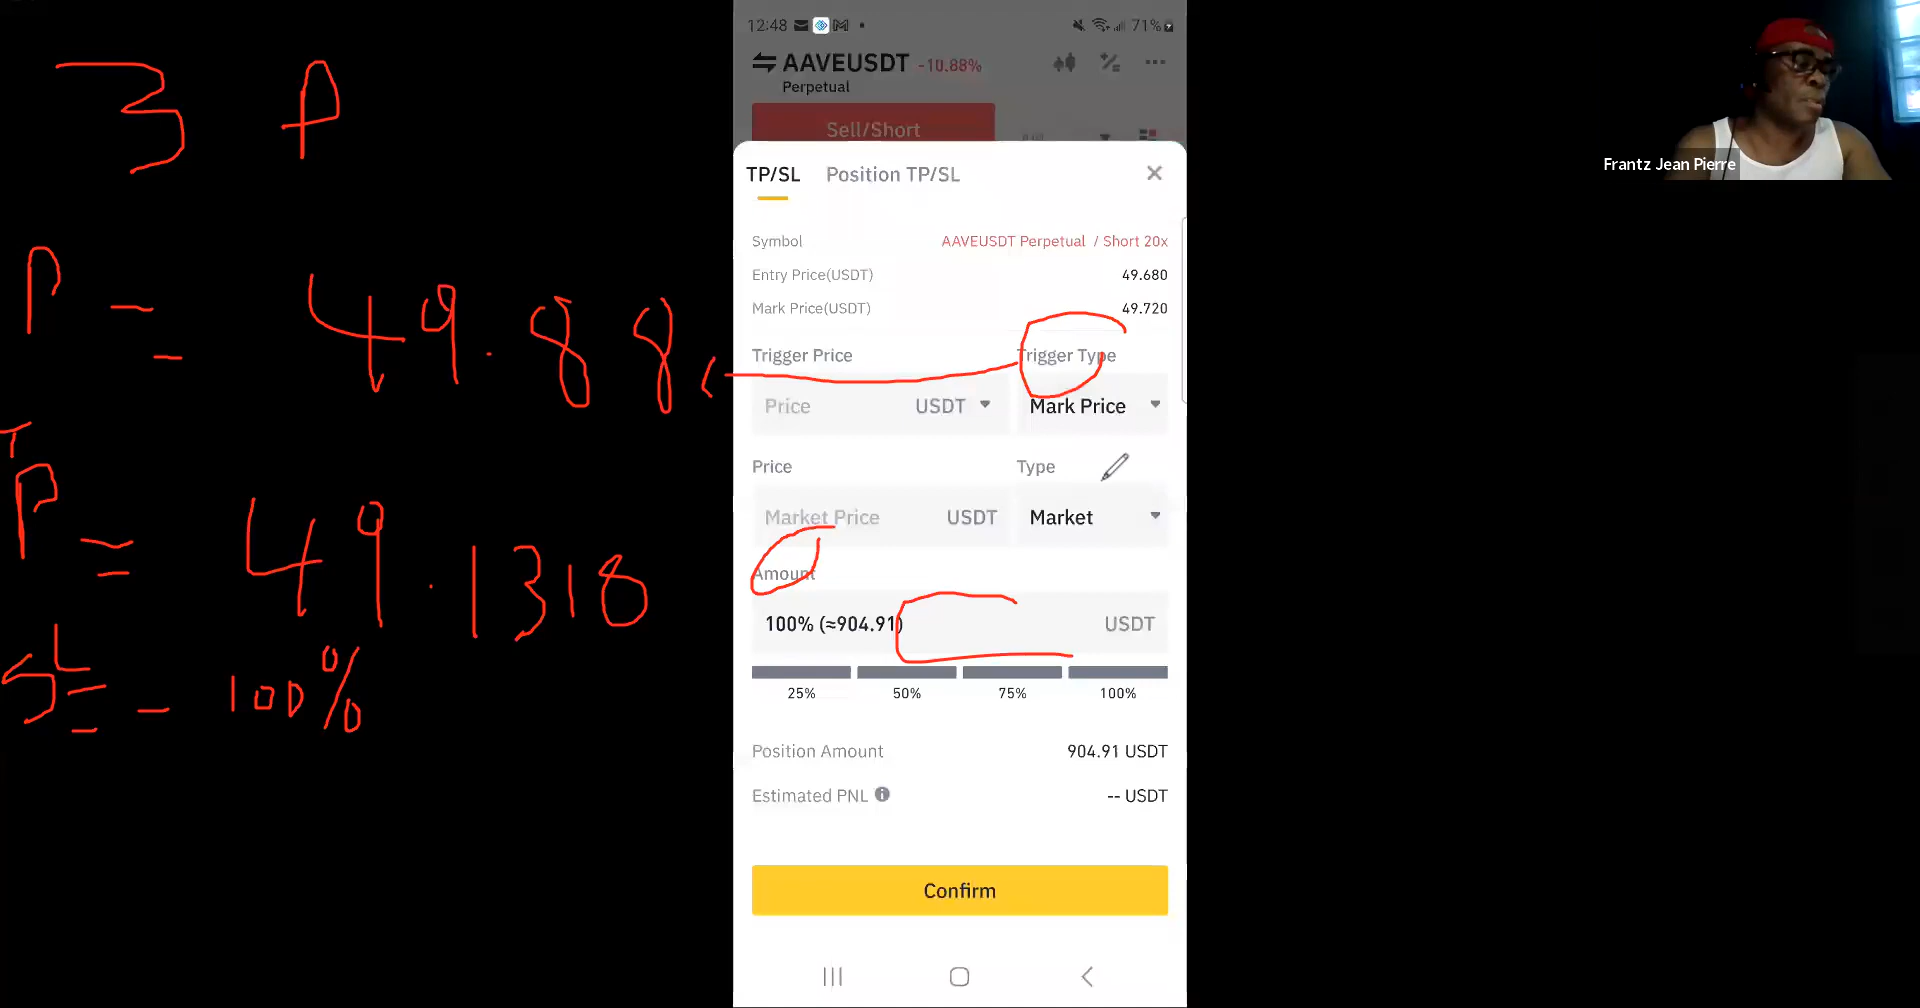 3 P
P = 49.88
TP = 49.1318
SL = - 100%
12:48
71%
AAVEUSDT -10.88%
Perpetual
Sell/Short
TP/SL Position TP/SL
Symbol AAVEUSDT Perpetual / Short 20x
Entry Price(USDT) 49.680
Mark Price(USDT) 49.720
Trigger Price Trigger Type
Price USDT Mark Price
Price Type
Market Price USDT Market
Amount
100% (≈904.91) USDT
25% 50% 75% 100%
Position Amount 904.91 USDT
Estimated PNL -- USDT
Confirm
Frantz Jean Pierre